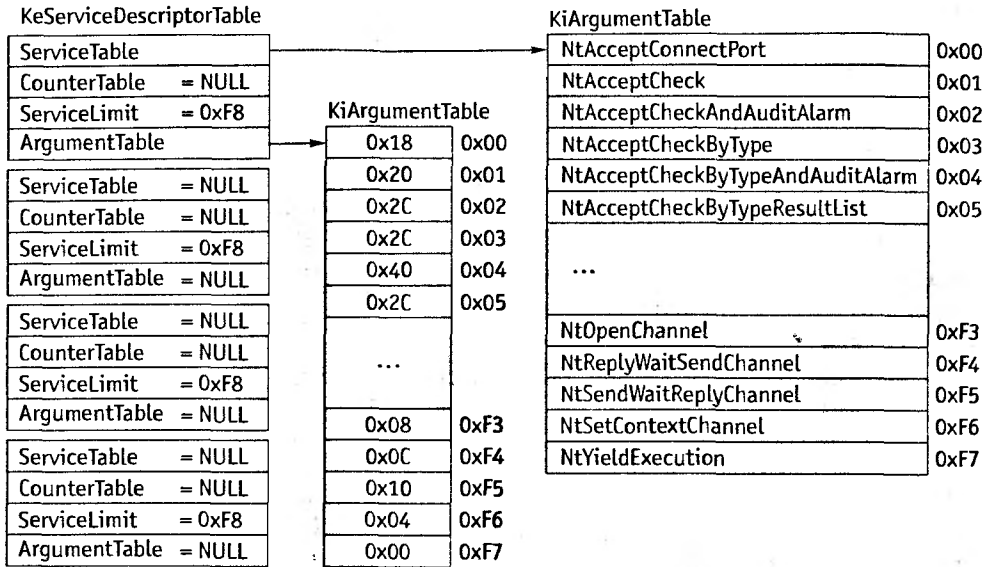 KeServiceDescriptorTable
ServiceTable
CounterTable = NULL
ServiceLimit = 0xF8
ArgumentTable
ServiceTable = NULL
CounterTable = NULL
ServiceLimit = 0xF8
ArgumentTable = NULL
ServiceTable = NULL
CounterTable = NULL
ServiceLimit = 0xF8
ArgumentTable = NULL
ServiceTable = NULL
CounterTable = NULL
ServiceLimit = 0xF8
ArgumentTable = NULL
KiArgumentTable
0x18 0x00
0x20 0x01
0x2C 0x02
0x2C 0x03
0x40 0x04
0x2C 0x05
...
0x08 0xF3
0x0C 0xF4
0x10 0xF5
0x04 0xF6
0x00 0xF7
KiArgumentTable
NtAcceptConnectPort 0x00
NtAcceptCheck 0x01
NtAcceptCheckAndAuditAlarm 0x02
NtAcceptCheckByType 0x03
NtAcceptCheckByTypeAndAuditAlarm 0x04
NtAcceptCheckByTypeResultList 0x05
...
NtOpenChannel 0xF3
NtReplyWaitSendChannel 0xF4
NtSendWaitReplyChannel 0xF5
NtSetContextChannel 0xF6
NtYieldExecution 0xF7